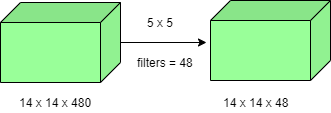 5 x 5
filters = 48
14 x 14 x 480
14 x 14 x 48